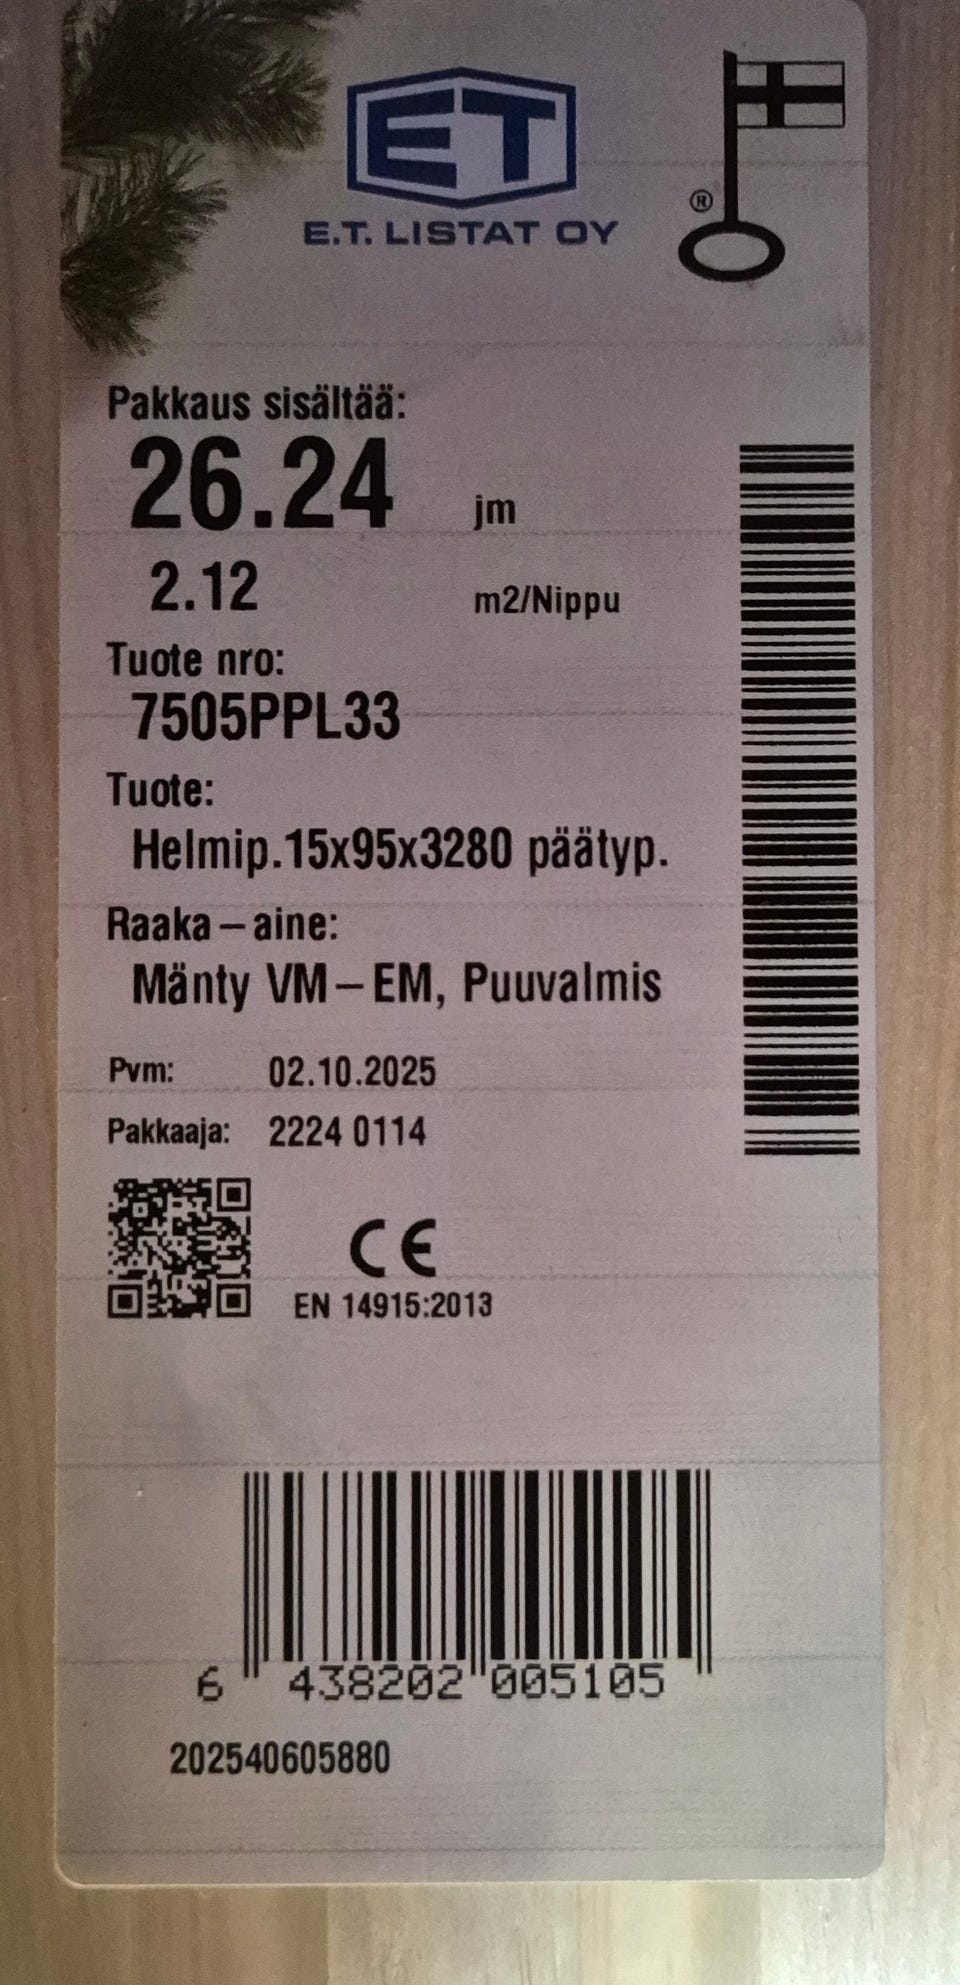 ET
E.T. LISTAT OY
®
Pakkaus sisältää:
26.24 jm
2.12 m2/Nippu
Tuote nro:
7505PPL33
Tuote:
Helmip.15x95x3280 päätyp.
Raaka-aine:
Mänty VM-EM, Puuvalmis
Pvm: 02.10.2025
Pakkaaja: 2224 0114
CE
EN 14915:2013
6 438202 005105
202540605880